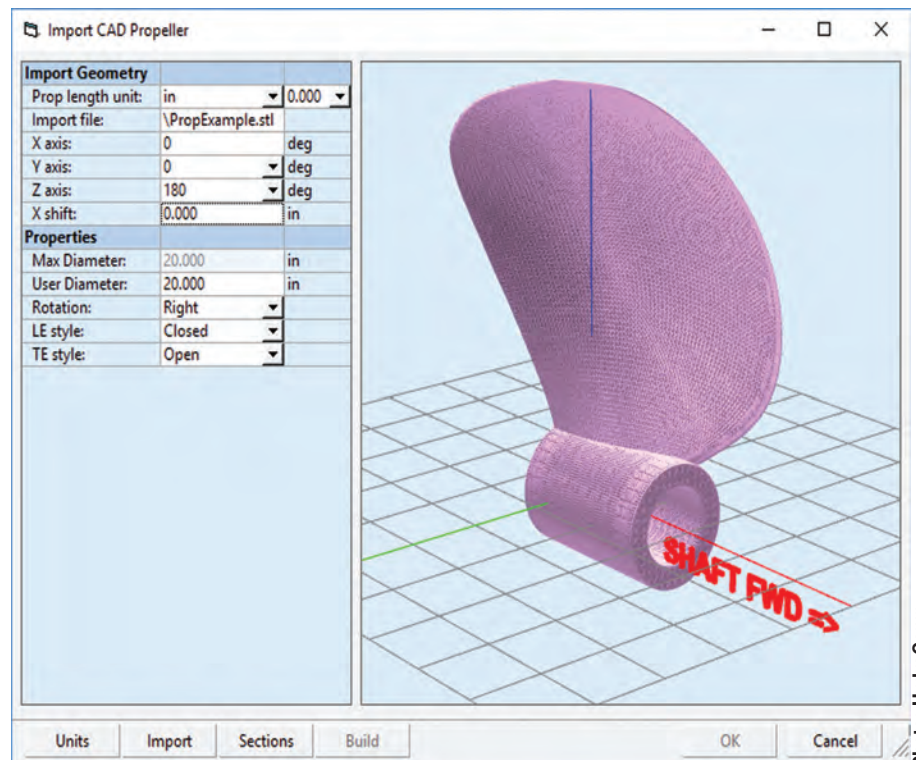 Import CAD Propeller
Import Geometry
Prop length unit: in 0.000
Import file: \PropExample.stl
X axis: 0 deg
Y axis: 0 deg
Z axis: 180 deg
X shift: 0.000 in
Properties
Max Diameter: 20.000 in
User Diameter: 20.000 in
Rotation: Right
LE style: Closed
TE style: Open
SHAFT FWD =>
Units Import Sections Build OK Cancel